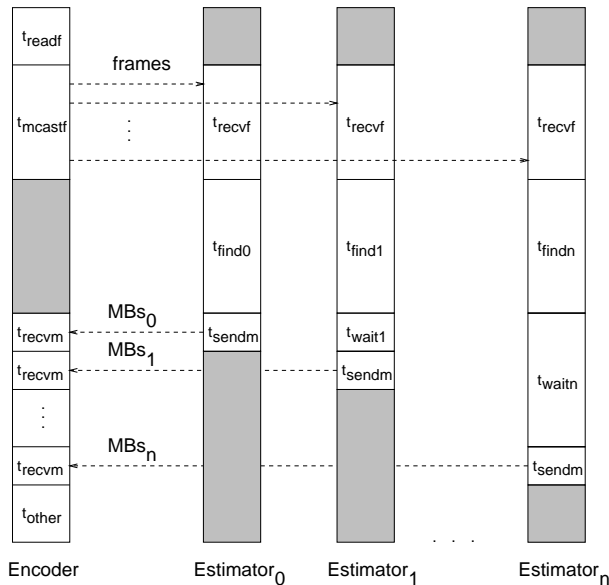 t_readf
frames
t_mcastf t_recvf t_recvf t_recvf
. . .
t_find0 t_find1 t_findn
MBs_0
t_recvm t_sendm t_wait1
MBs_1
t_recvm t_sendm t_waitn
. . .
MBs_n
t_recvm t_sendm
t_other
. . .
Encoder Estimator_0 Estimator_1 Estimator_n